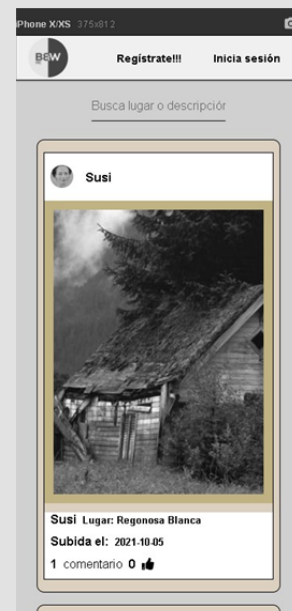 iPhone X/XS 375x812
B&W
Regístrate!!! Inicia sesión
Busca lugar o descripción
Susi
Susi Lugar: Regonosa Blanca
Subida el: 2021-10-05
1 comentario 0